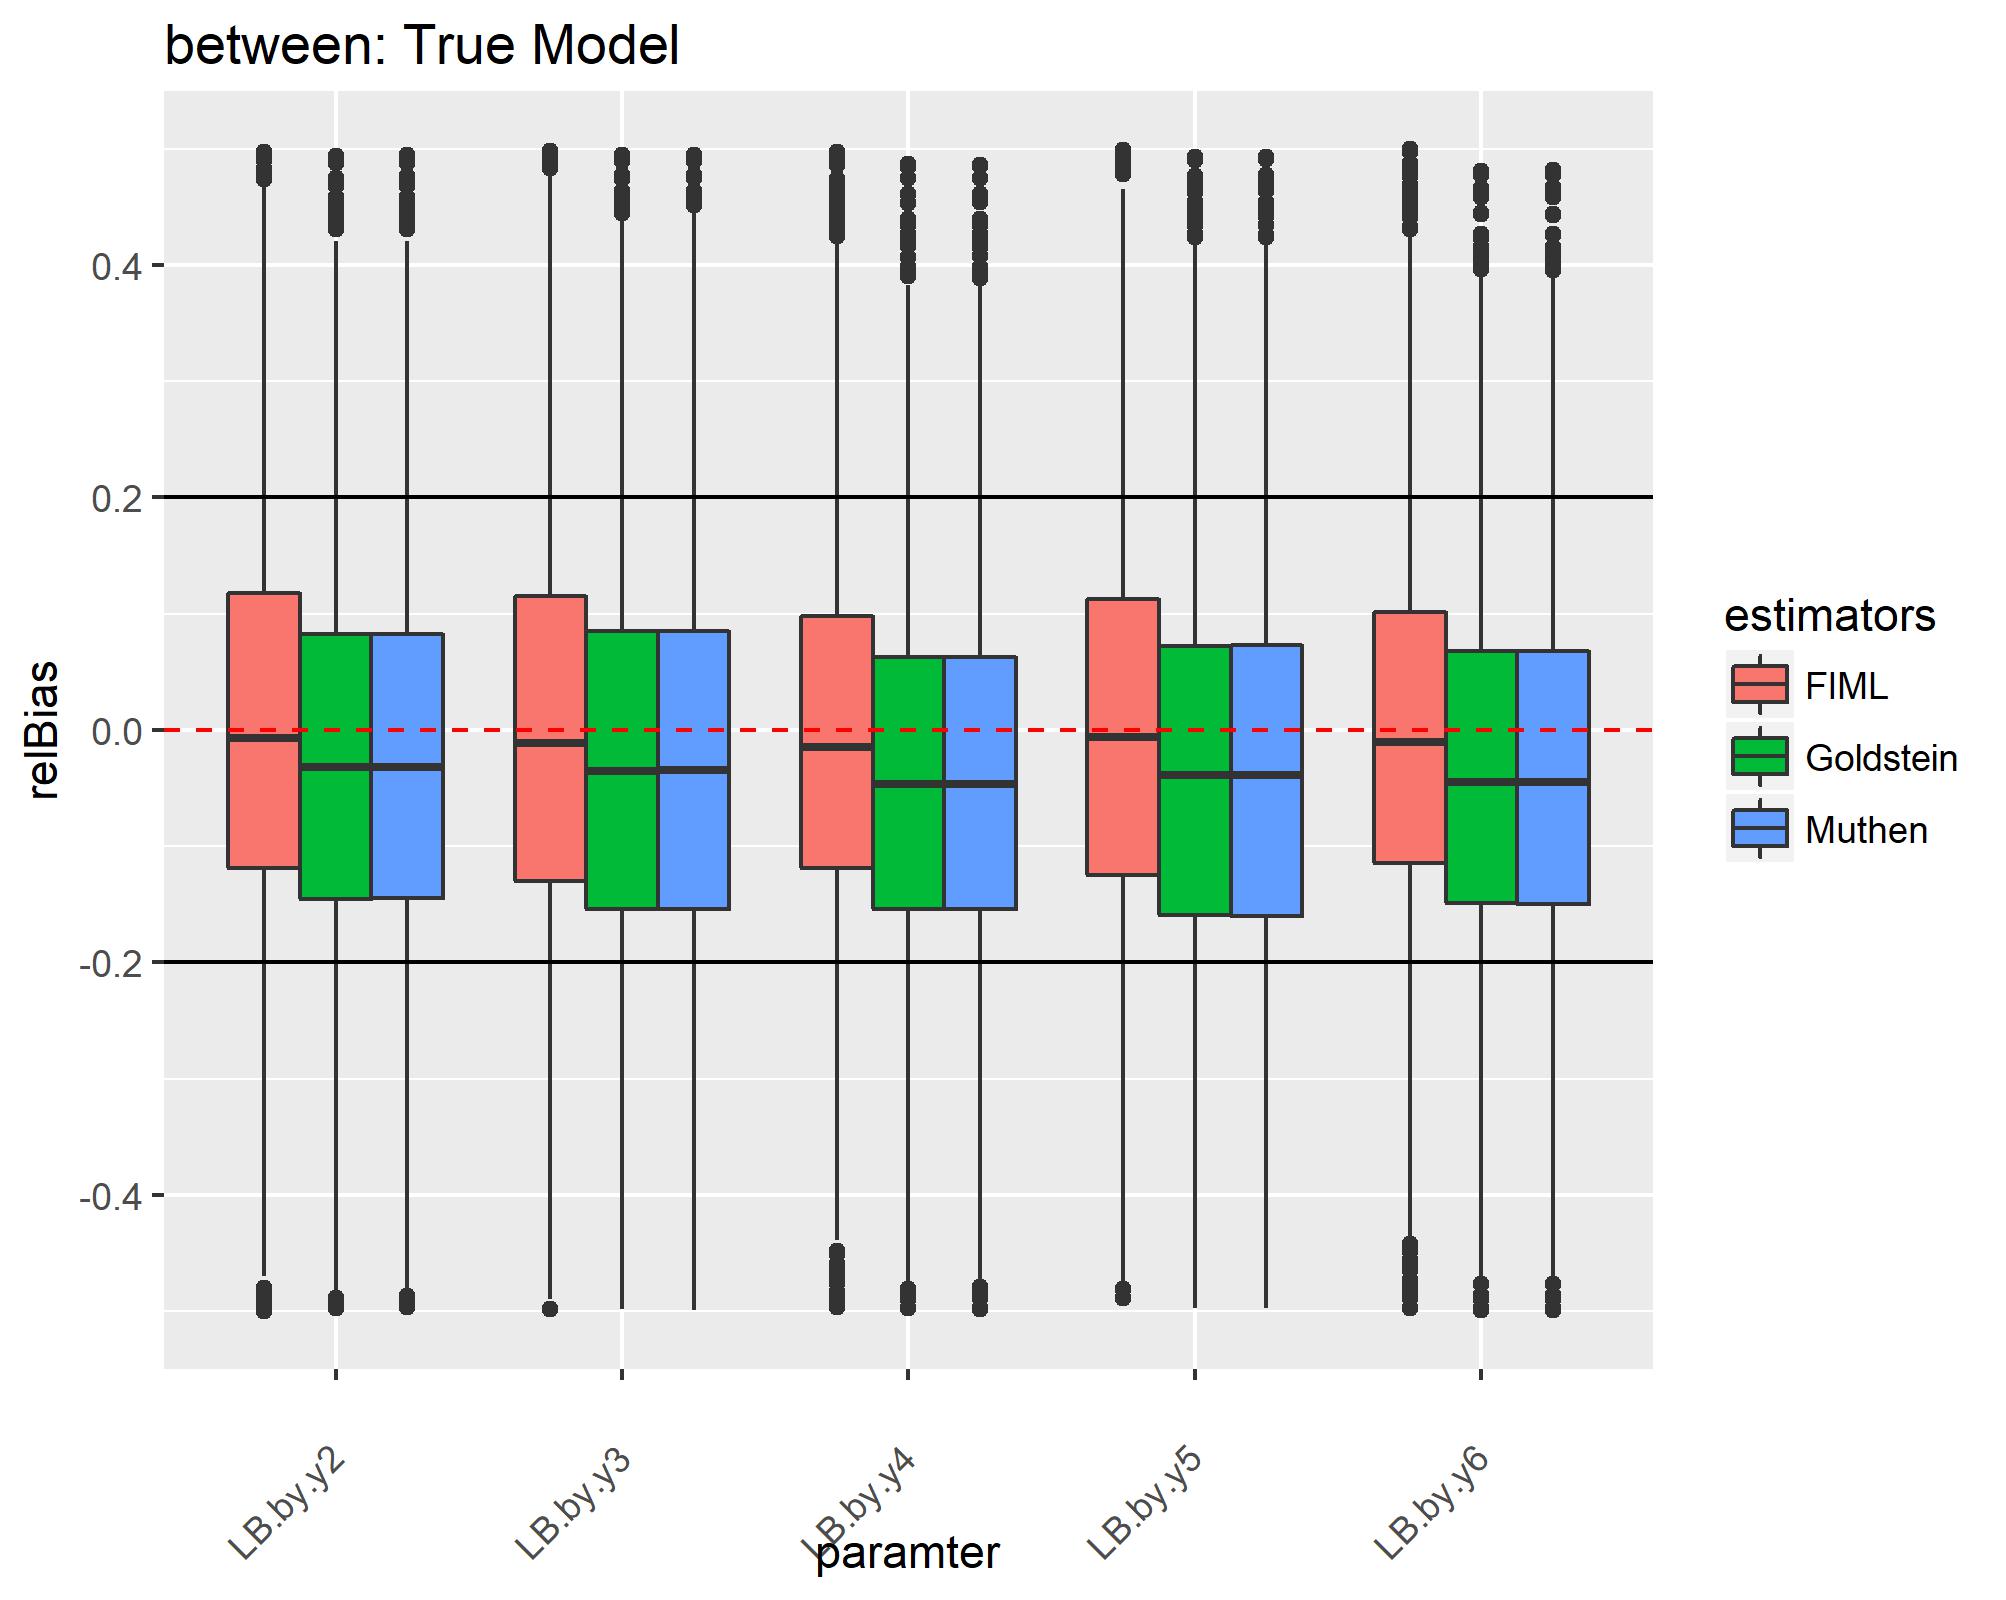 between: True Model
relBias
0.4
0.2
0.0
-0.2
-0.4
LB.by.y2
LB.by.y3
LB.by.y4
LB.by.y5
LB.by.y6
paramter
estimators
FIML
Goldstein
Muthen